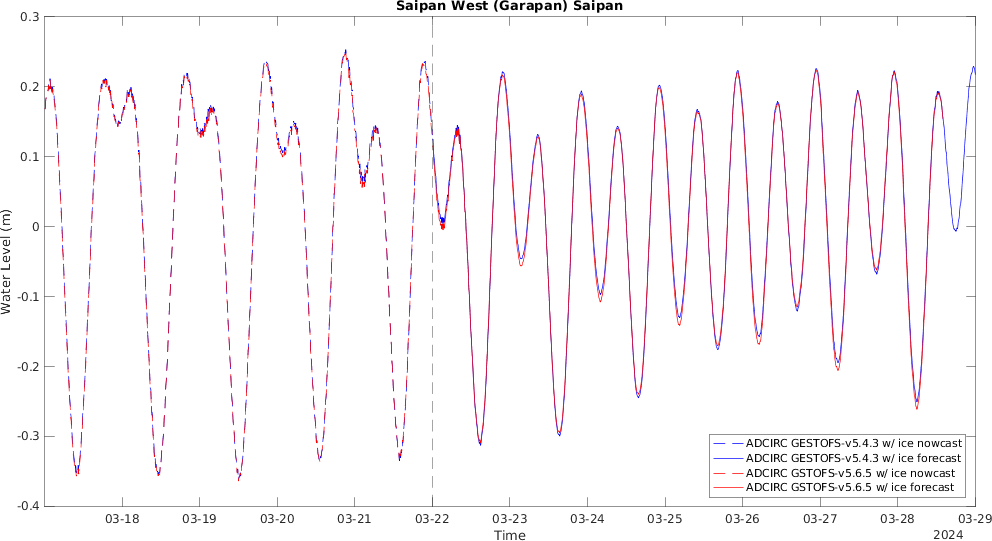 Saipan West (Garapan) Saipan
0.3
0.2
0.1
0
-0.1
-0.2
-0.3
-0.4
Water Level (m)
ADCIRC GESTOFS-v5.4.3 w/ ice nowcast
ADCIRC GESTOFS-v5.4.3 w/ ice forecast
ADCIRC GSTOFS-v5.6.5 w/ ice nowcast
ADCIRC GSTOFS-v5.6.5 w/ ice forecast
03-18 03-19 03-20 03-21 03-22 03-23 03-24 03-25 03-26 03-27 03-28 03-29
Time
2024